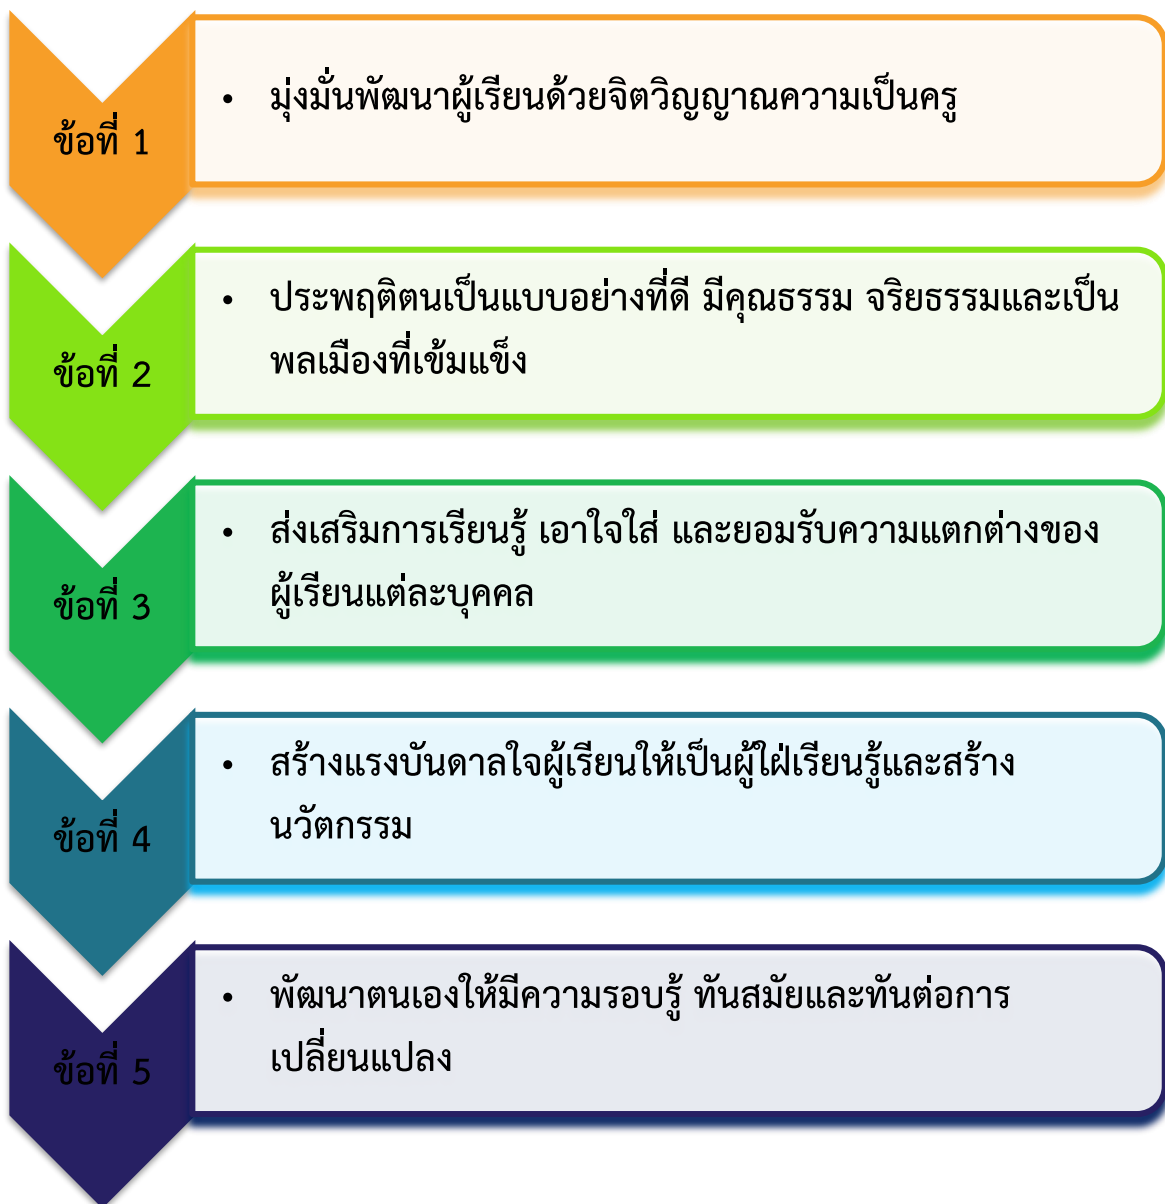 ข้อที่ 1
• มุ่งมั่นพัฒนาผู้เรียนด้วยจิตวิญญาณความเป็นครู
ข้อที่ 2
• ประพฤติตนเป็นแบบอย่างที่ดี มีคุณธรรม จริยธรรมและเป็น
พลเมืองที่เข้มแข็ง
ข้อที่ 3
• ส่งเสริมการเรียนรู้ เอาใจใส่ และยอมรับความแตกต่างของ
ผู้เรียนแต่ละบุคคล
ข้อที่ 4
• สร้างแรงบันดาลใจผู้เรียนให้เป็นผู้ใฝ่เรียนรู้และสร้าง
นวัตกรรม
ข้อที่ 5
• พัฒนาตนเองให้มีความรอบรู้ ทันสมัยและทันต่อการ
เปลี่ยนแปลง